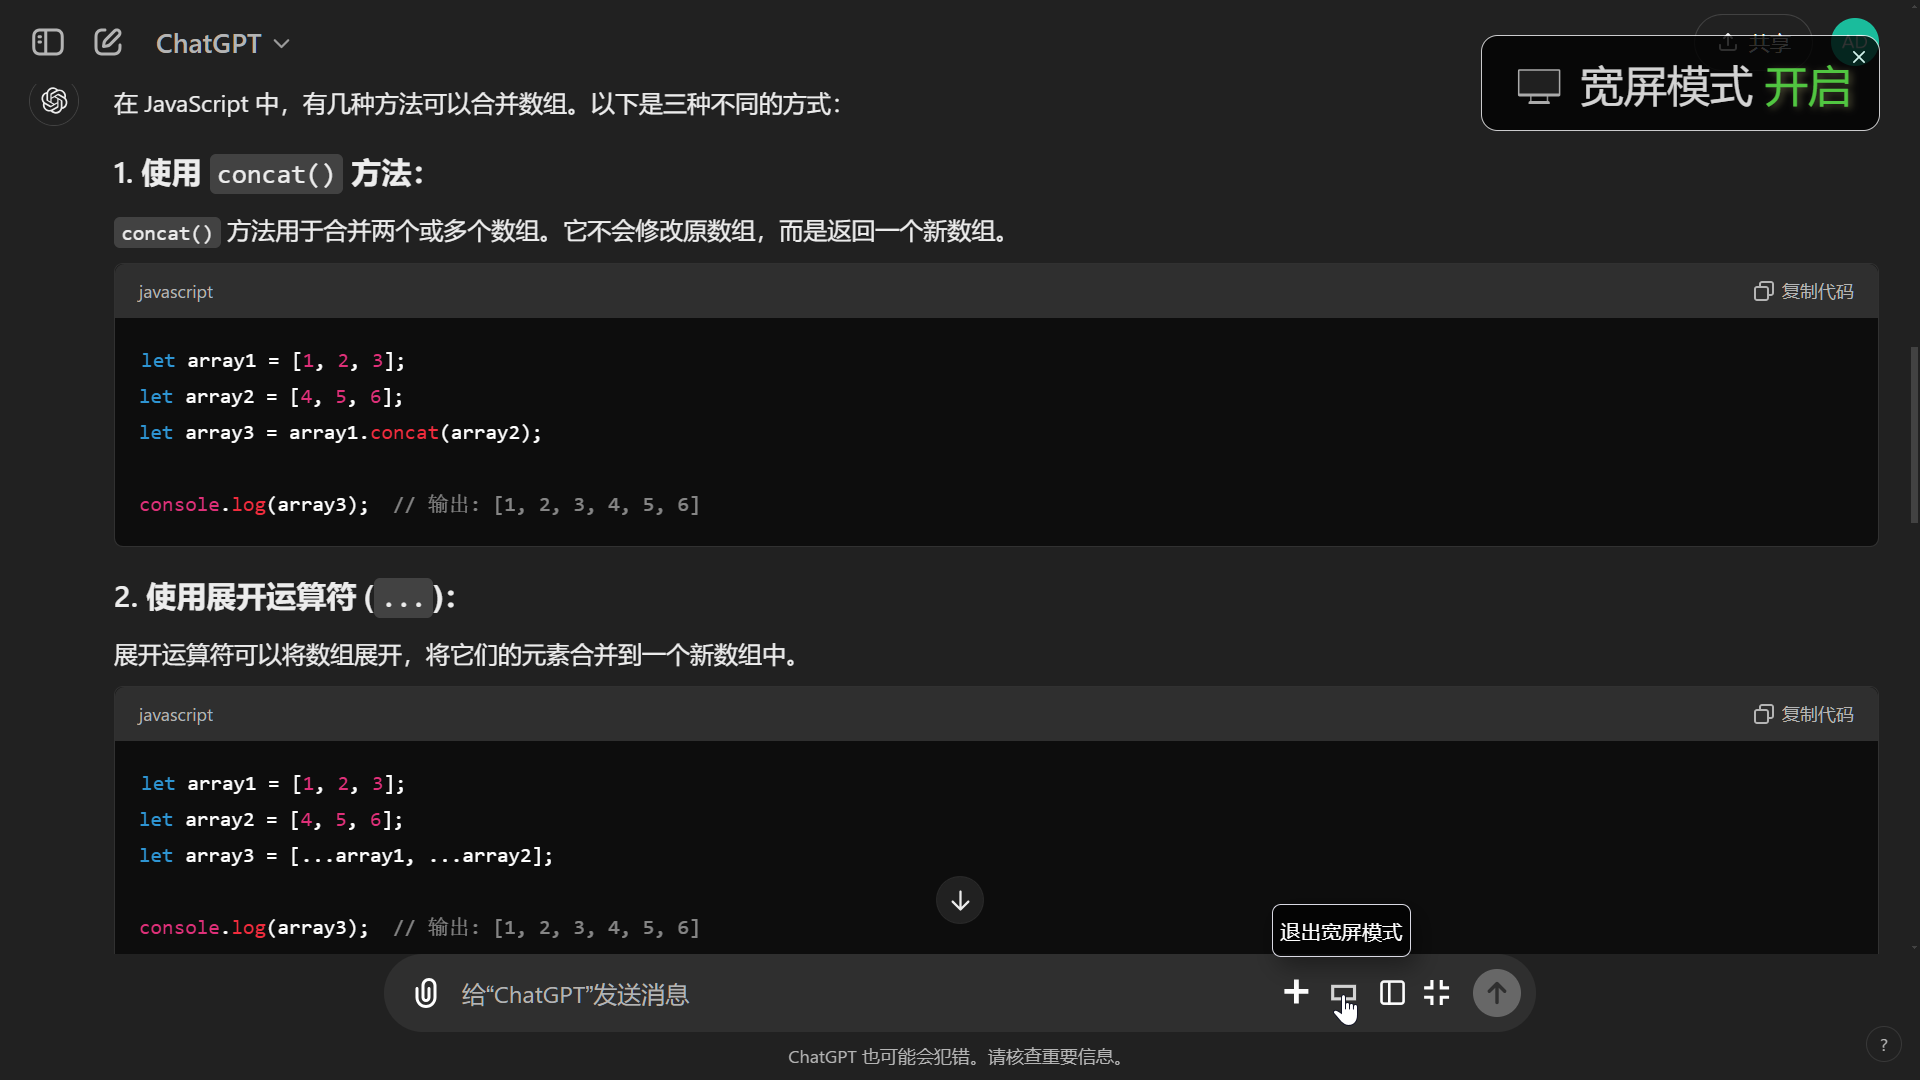 ChatGPT
共享
AD
宽屏模式 开启
在 JavaScript 中，有几种方法可以合并数组。以下是三种不同的方式：
1. 使用 concat() 方法：
concat() 方法用于合并两个或多个数组。它不会修改原数组，而是返回一个新数组。
javascript
复制代码
let array1 = [1, 2, 3];
let array2 = [4, 5, 6];
let array3 = array1.concat(array2);
console.log(array3);  // 输出: [1, 2, 3, 4, 5, 6]
2. 使用展开运算符 (...)：
展开运算符可以将数组展开，将它们的元素合并到一个新数组中。
javascript
复制代码
let array1 = [1, 2, 3];
let array2 = [4, 5, 6];
let array3 = [...array1, ...array2];
console.log(array3);  // 输出: [1, 2, 3, 4, 5, 6]
退出宽屏模式
给“ChatGPT”发送消息
ChatGPT 也可能会犯错。请核查重要信息。
?